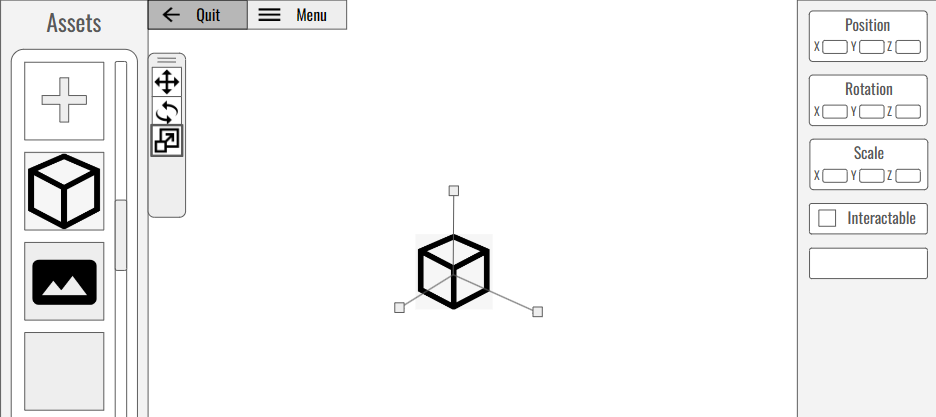 Assets
Quit
Menu
Position
X Y Z
Rotation
X Y Z
Scale
X Y Z
Interactable